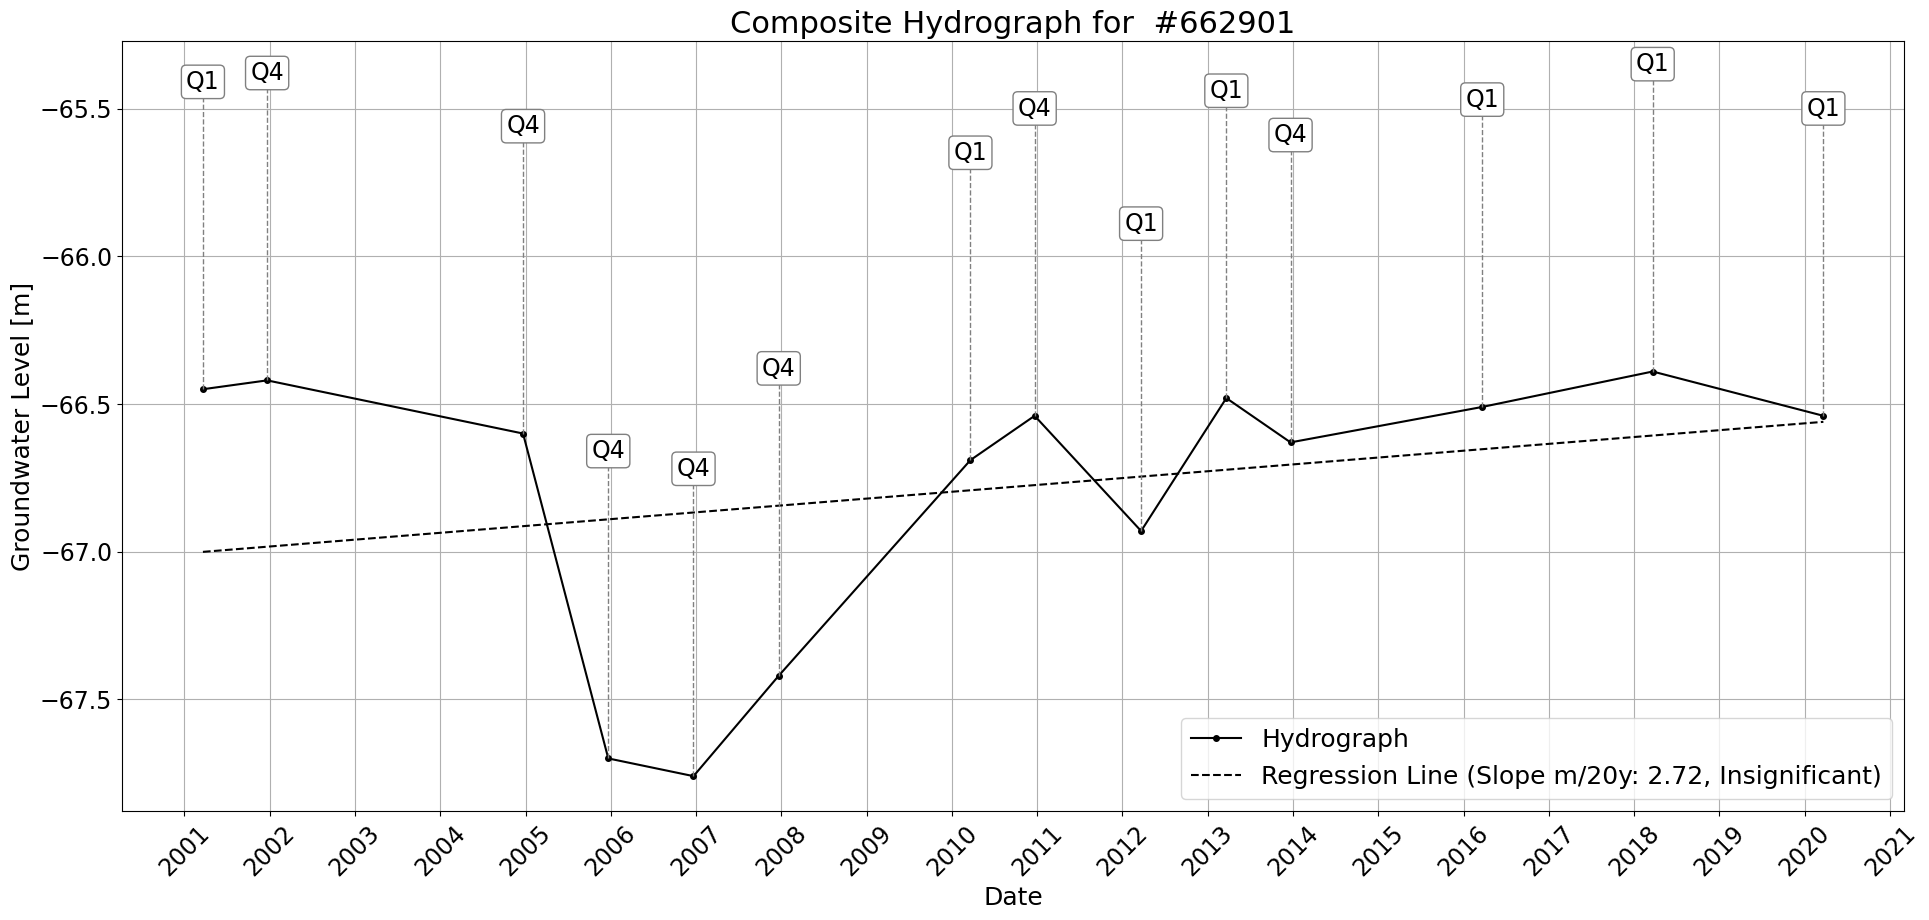 Composite Hydrograph for  #662901
Q1
Q4
Q4
Q4
Q4
Q4
Q1
Q4
Q1
Q1
Q4
Q1
Q1
Q1
−65.5
−66.0
−66.5
−67.0
−67.5
Groundwater Level [m]
Hydrograph
Regression Line (Slope m/20y: 2.72, Insignificant)
2001
2002
2003
2004
2005
2006
2007
2008
2009
2010
2011
2012
2013
2014
2015
2016
2017
2018
2019
2020
2021
Date